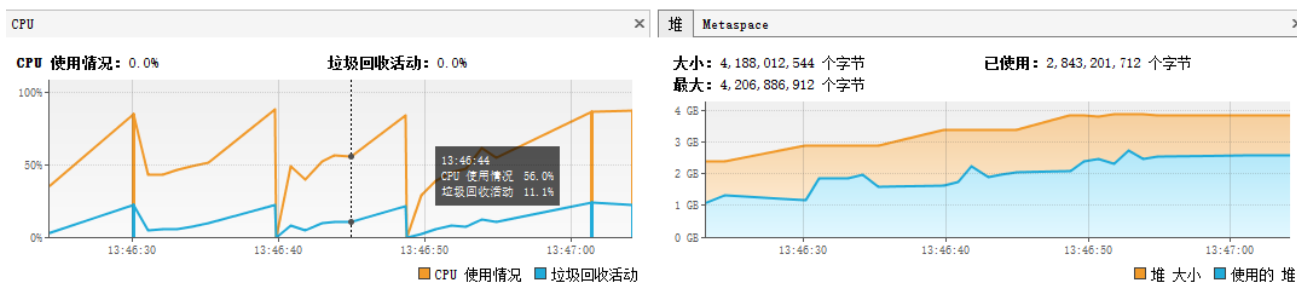 CPU ×
CPU 使用情况: 0.0% 垃圾回收活动: 0.0%
100%
50%
0%
13:46:44
CPU 使用情况 56.0%
垃圾回收活动 11.1%
13:46:30 13:46:40 13:46:50 13:47:00
CPU 使用情况 垃圾回收活动
堆 Metaspace ×
大小: 4,188,012,544 个字节 已使用: 2,843,201,712 个字节
最大: 4,206,886,912 个字节
4 GB
3 GB
2 GB
1 GB
0 GB
13:46:30 13:46:40 13:46:50 13:47:00
堆 大小 使用的 堆